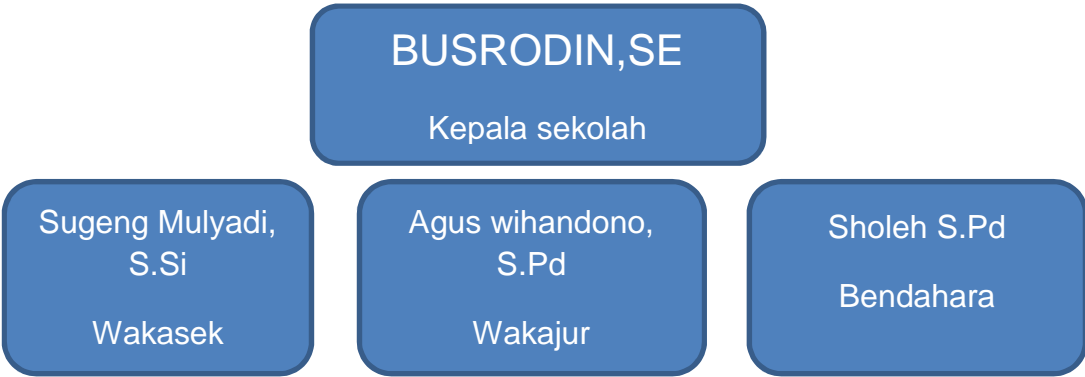 BUSRODIN,SE
Kepala sekolah
Sugeng Mulyadi,
S.Si
Wakasek
Agus wihandono,
S.Pd
Wakajur
Sholeh S.Pd
Bendahara